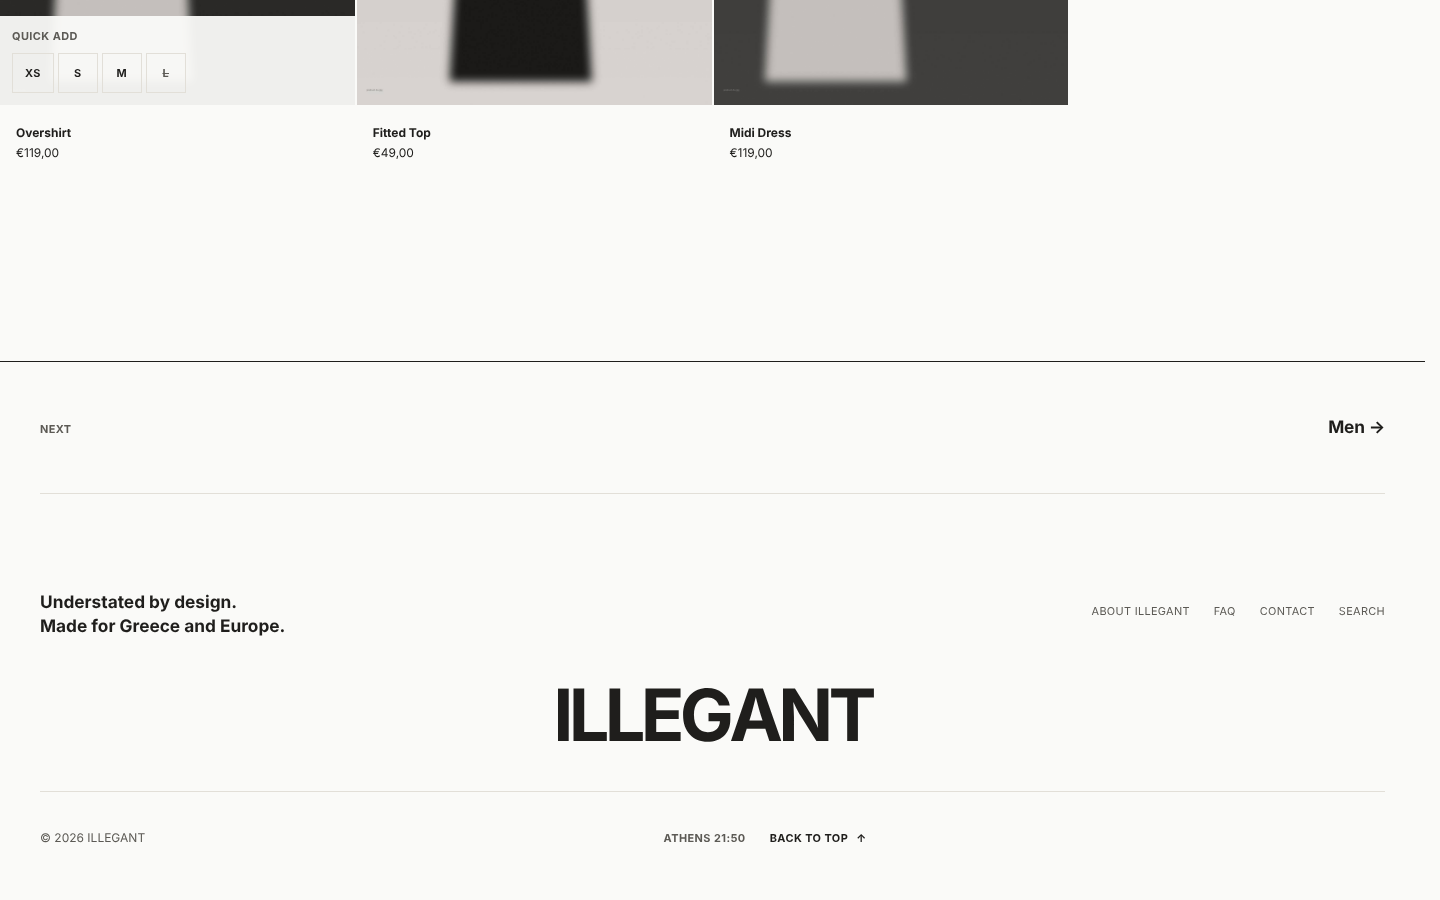 QUICK ADD
XS S M L
Overshirt
€119,00
Fitted Top
€49,00
Midi Dress
€119,00
NEXT
Men →
Understated by design.
Made for Greece and Europe.
ABOUT ILLEGANT FAQ CONTACT SEARCH
ILLEGANT
© 2026 ILLEGANT
ATHENS 21:50 BACK TO TOP ↑